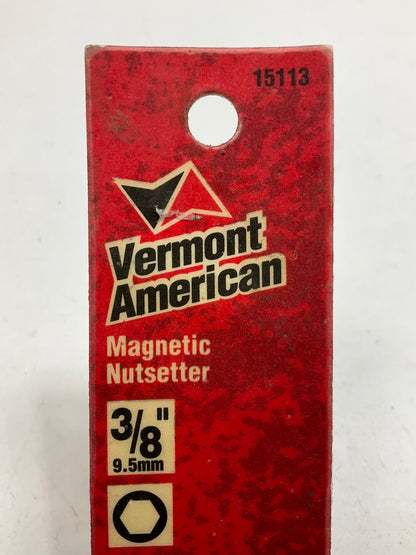 15113
Vermont
American
Magnetic
Nutsetter
3/8"
9.5mm